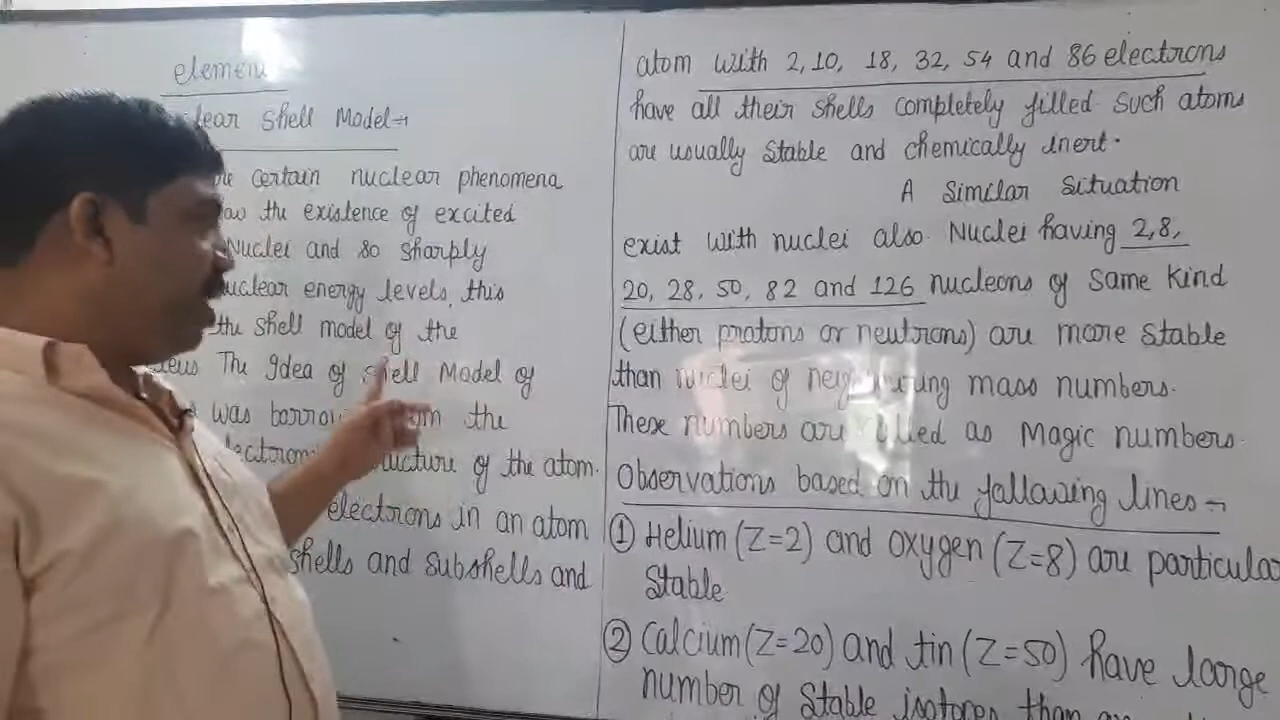 element
lear Shell Model→
certain nuclear phenomena
the existence of excited
Nuclei and so sharply
nuclear energy levels, this
the shell model of the
The Idea of shell Model of
was borrowed from the
structure of the atom.
electrons in an atom
shells and subshells and
atom with 2, 10, 18, 32, 54 and 86 electrons
have all their shells completely filled. Such atoms
are usually stable and chemically inert.
A Similar Situation
exist with nuclei also. Nuclei having 2, 8,
20, 28, 50, 82 and 126 nucleons of same kind
(either protons or neutrons) are more stable
than nuclei of neighbouring mass numbers.
These numbers are called as Magic numbers.
Observations based on the following lines→
① Helium (Z=2) and oxygen (Z=8) are particular
Stable
② Calcium (Z=20) and tin (Z=50) have large
number of stable isotopes than